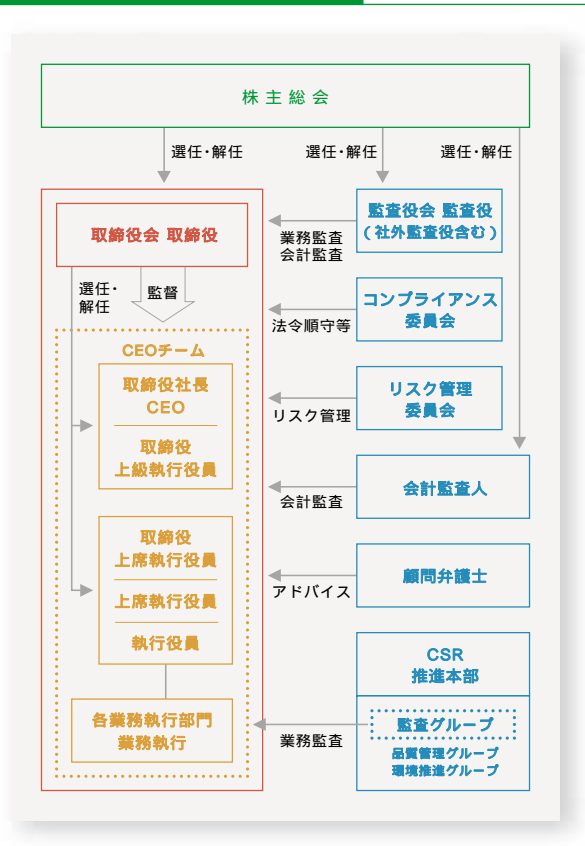 株主総会
選任・解任
選任・解任
選任・解任
取締役会 取締役
選任・
解任
監督
監査役会 監査役
(社外監査役含む)
業務監査
会計監査
コンプライアンス
委員会
法令順守等
CEOチーム
取締役社長
CEO
取締役
上級執行役員
リスク管理
委員会
リスク管理
会計監査人
会計監査
取締役
上席執行役員
上席執行役員
執行役員
顧問弁護士
アドバイス
各業務執行部門
業務執行
CSR
推進本部
監査グループ
品質管理グループ
環境推進グループ
業務監査